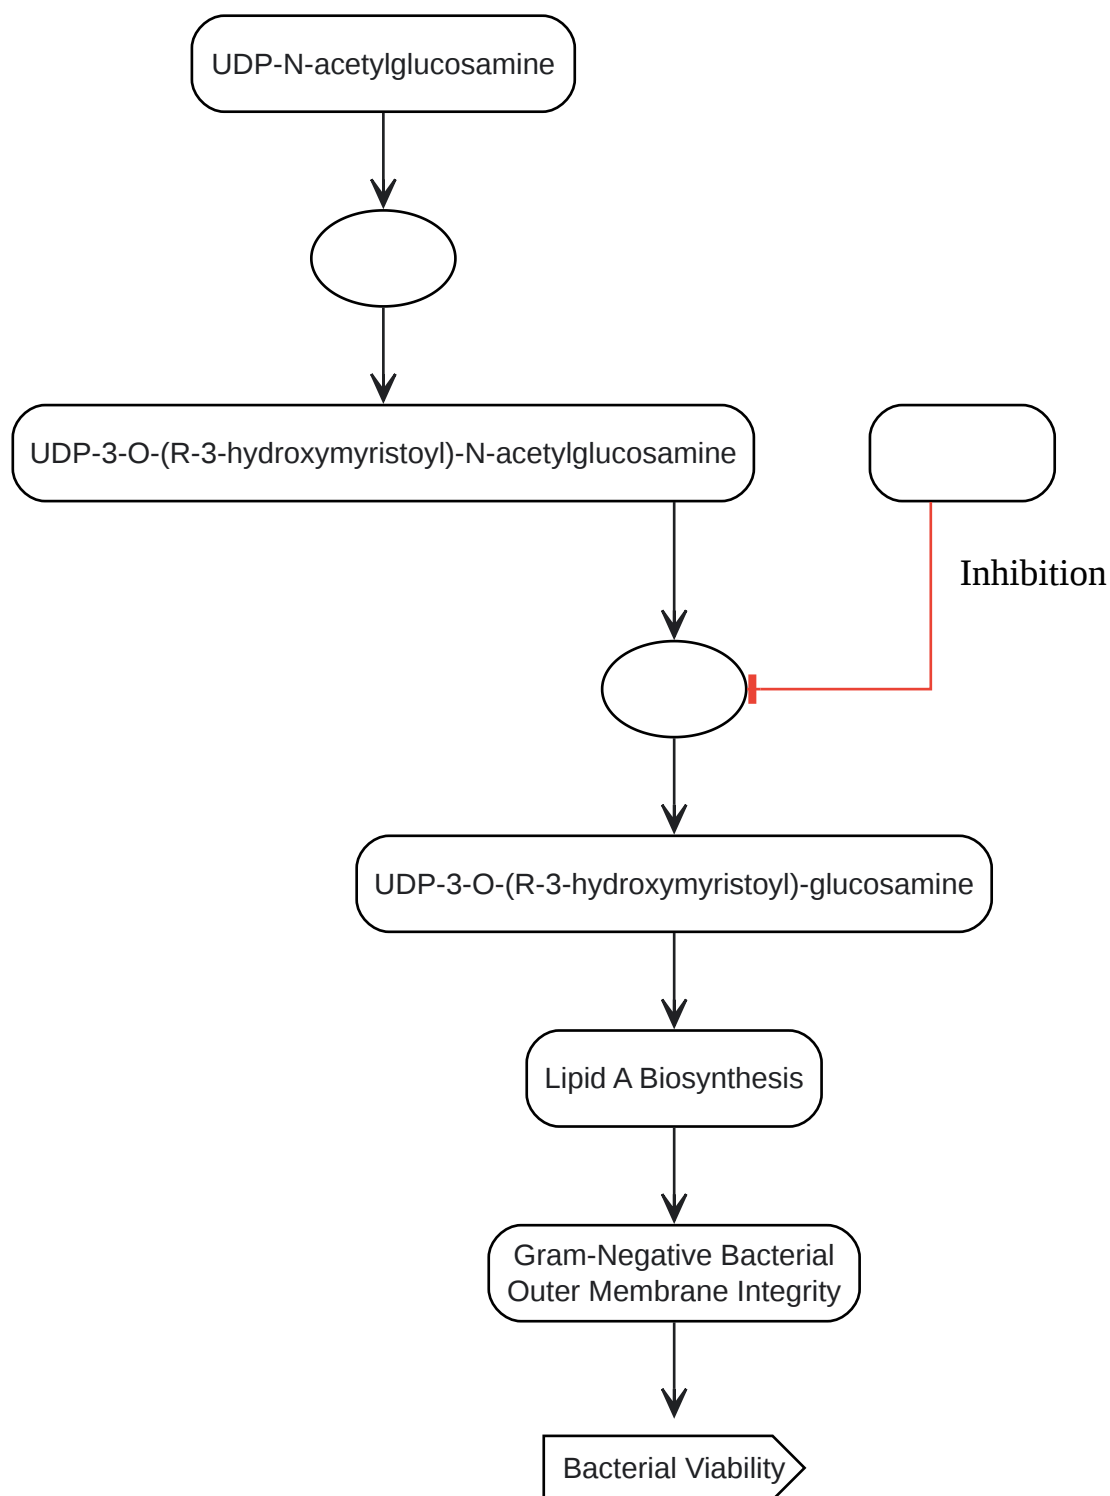 UDP-N-acetylglucosamine
UDP-3-O-(R-3-hydroxymyristoyl)-N-acetylglucosamine
Inhibition
UDP-3-O-(R-3-hydroxymyristoyl)-glucosamine
Lipid A Biosynthesis
Gram-Negative Bacterial
Outer Membrane Integrity
Bacterial Viability